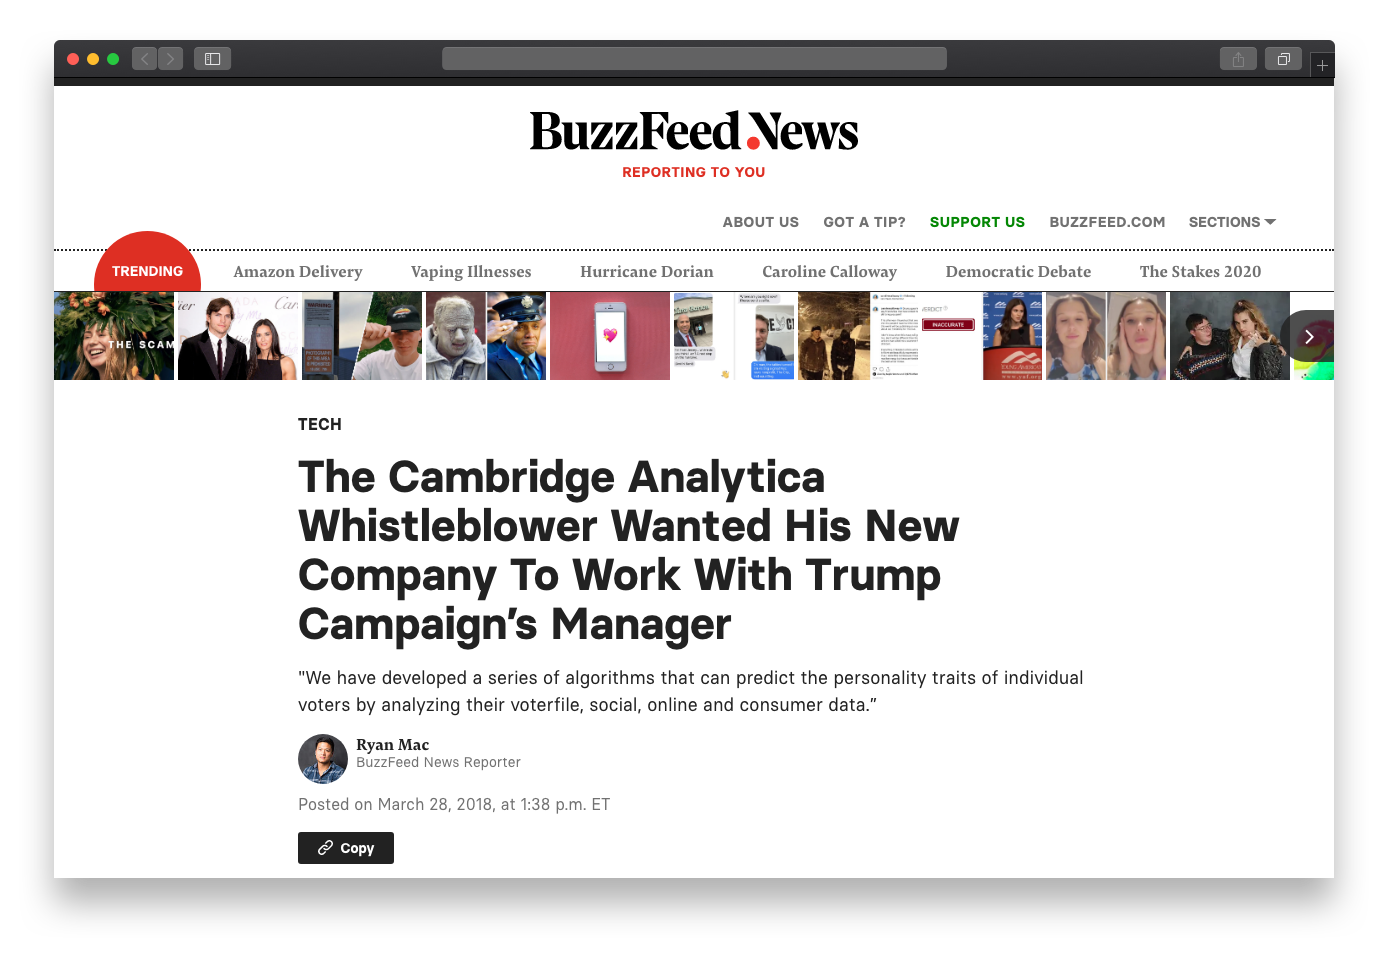 BuzzFeed News
REPORTING TO YOU
ABOUT US GOT A TIP? SUPPORT US BUZZFEED.COM SECTIONS
TRENDING Amazon Delivery Vaping Illnesses Hurricane Dorian Caroline Calloway Democratic Debate The Stakes 2020
THE SCAM
INACCURATE
TECH
The Cambridge Analytica
Whistleblower Wanted His New
Company To Work With Trump
Campaign’s Manager
"We have developed a series of algorithms that can predict the personality traits of individual
voters by analyzing their voterfile, social, online and consumer data.”
Ryan Mac
BuzzFeed News Reporter
Posted on March 28, 2018, at 1:38 p.m. ET
Copy